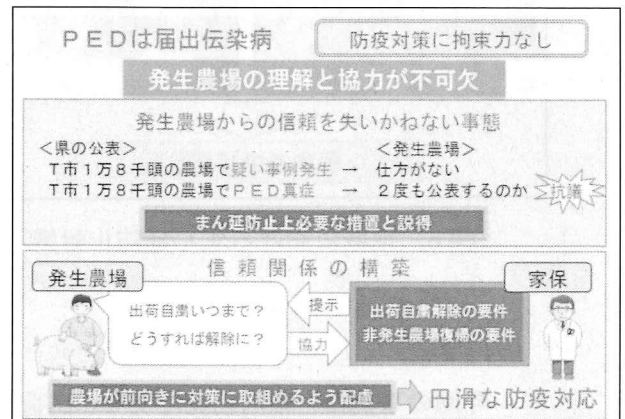 PEDは届出伝染病 防疫対策に拘束力なし
発生農場の理解と協力が不可欠
発生農場からの信頼を失いかねない事態
＜県の公表＞ ＜発生農場＞
T市1万8千頭の農場で疑い事例発生 → 仕方がない
T市1万8千頭の農場でPED真症 → 2度も公表するのか 抗議
まん延防止上必要な措置と説得
信頼関係の構築
発生農場 家保
出荷自粛いつまで？
どうすれば解除に？
提示
協力
出荷自粛解除の要件
非発生農場復帰の要件
農場が前向きに対策に取組めるよう配慮 円滑な防疫対応